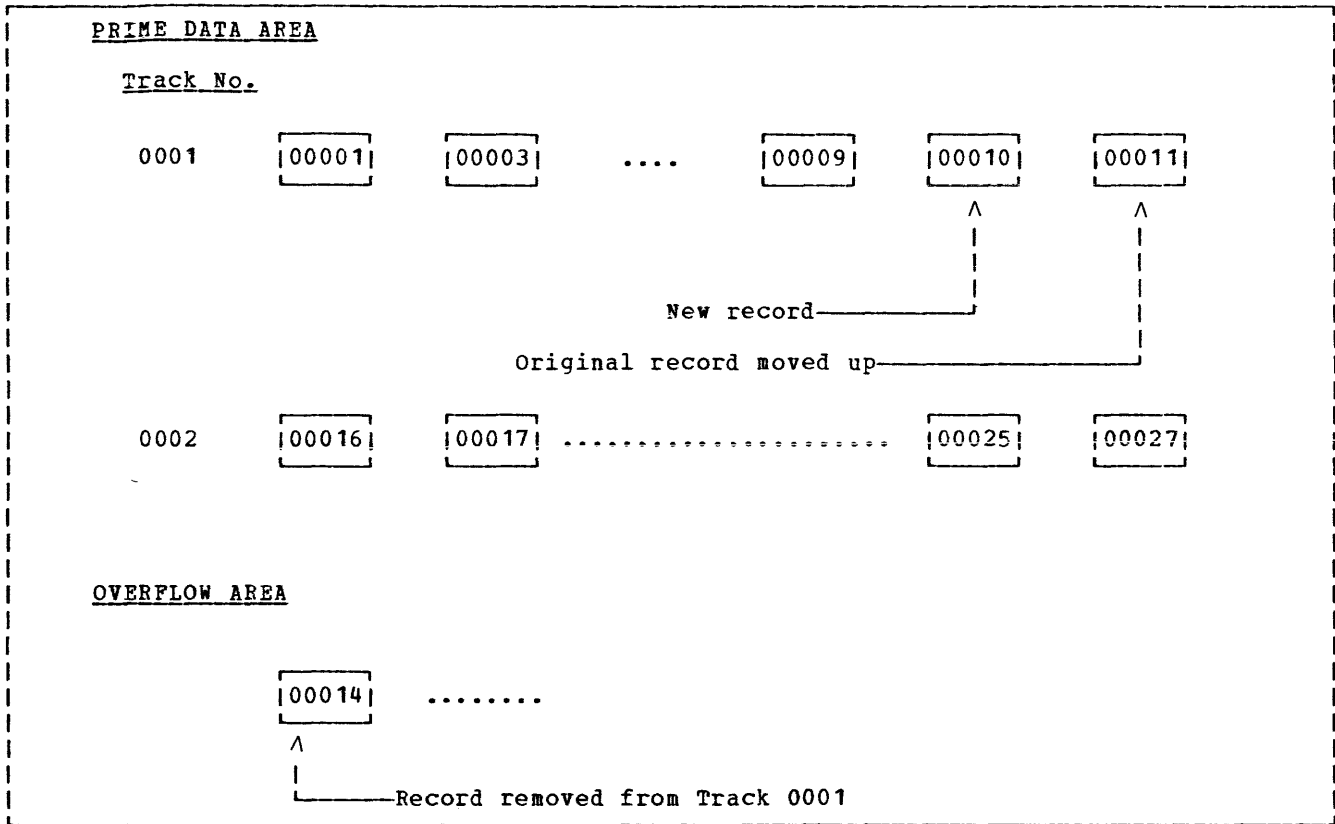 PRIME DATA AREA
Track No.
0001 00001 00003 .... 00009 00010 00011
New record
Original record moved up
0002 00016 00017 ...................... 00025 00027
OVERFLOW AREA
00014 ........
Record removed from Track 0001